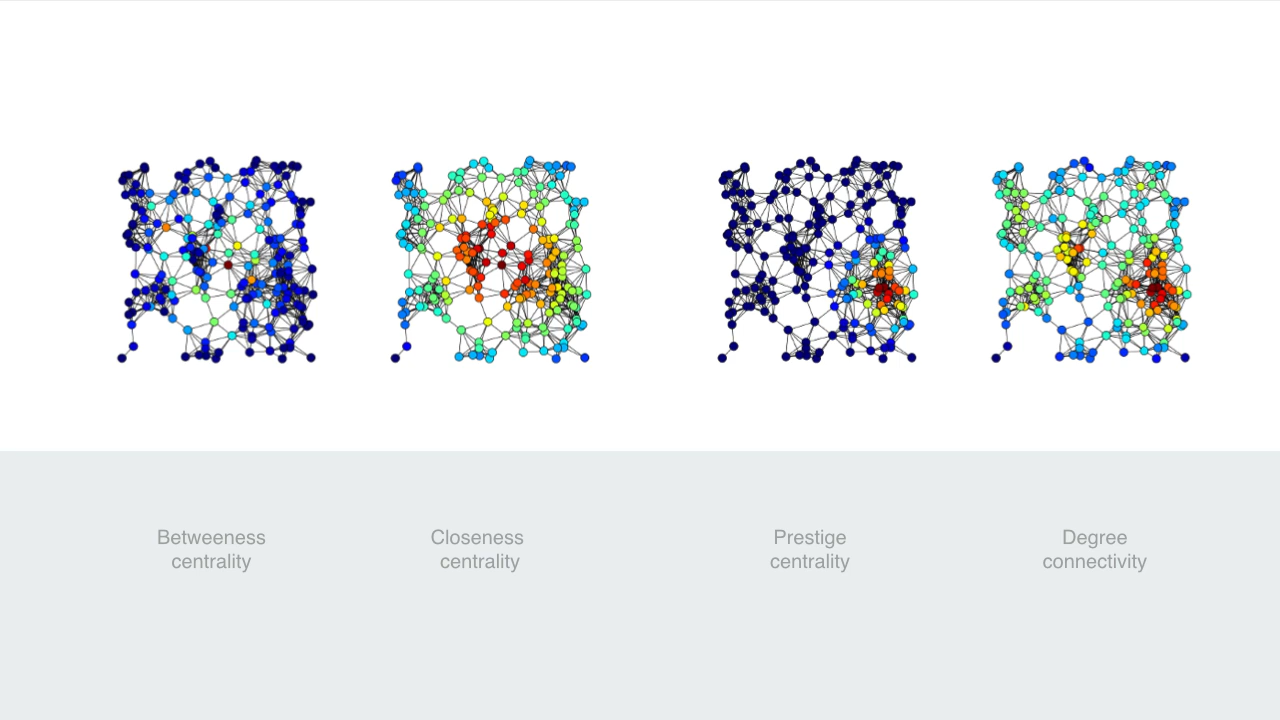 Betweeness
centrality
Closeness
centrality
Prestige
centrality
Degree
connectivity